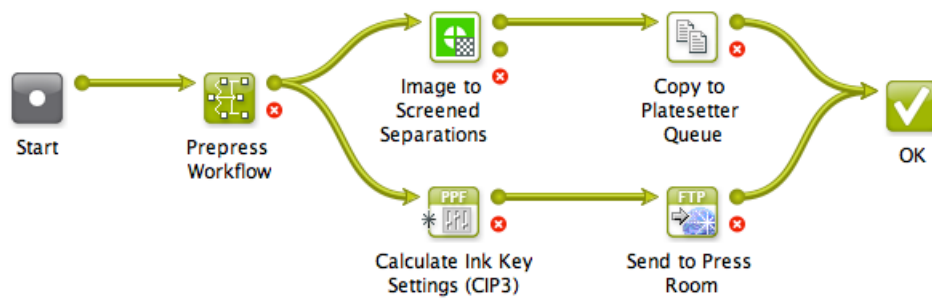 Start
Prepress
Workflow
Image to
Screened
Separations
Copy to
Platesetter
Queue
OK
PPF
Calculate Ink Key
Settings (CIP3)
FTP
Send to Press
Room